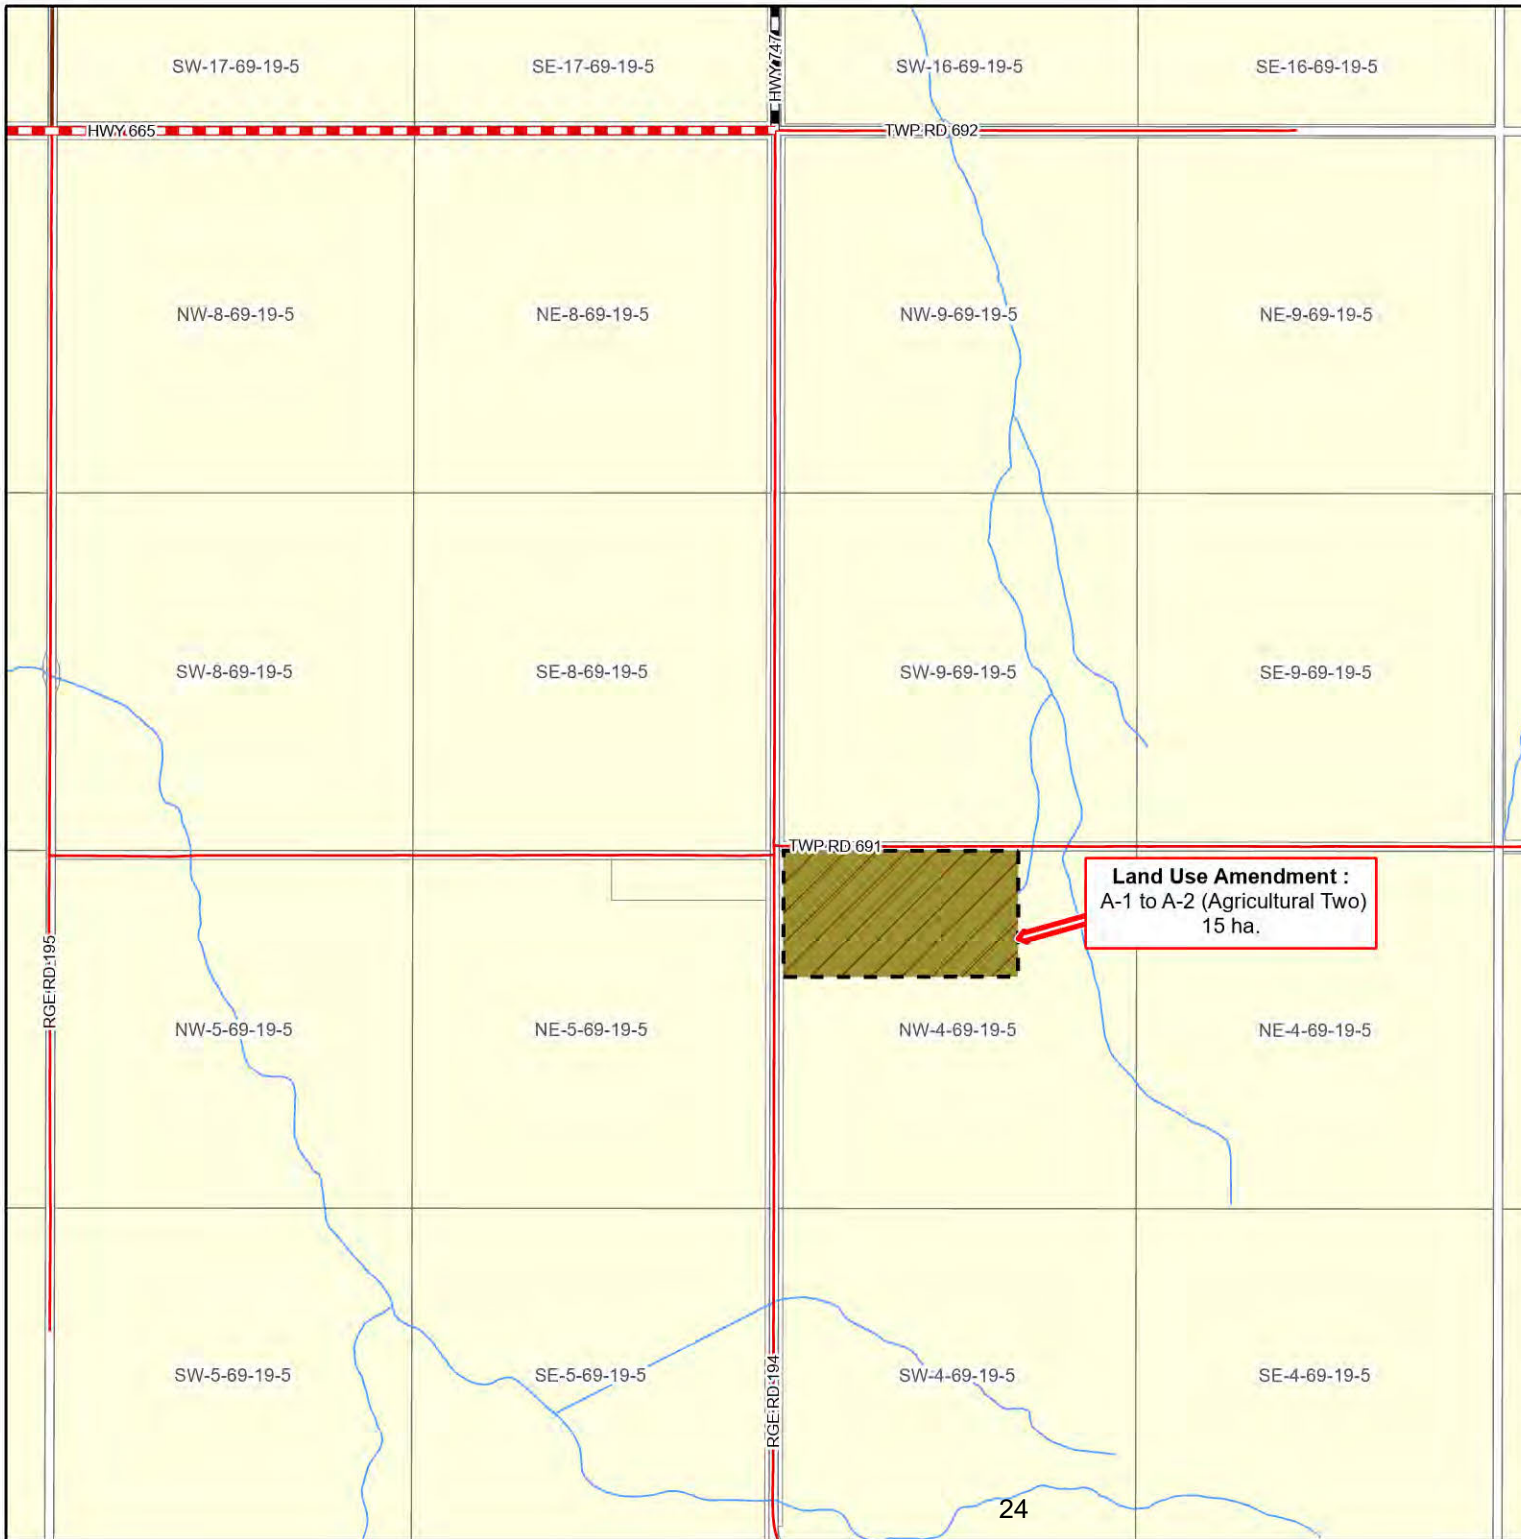 SW-17-69-19-5
SE-17-69-19-5
HWY 747
SW-16-69-19-5
SE-16-69-19-5
HWY 665
TWP RD 692
NW-8-69-19-5
NE-8-69-19-5
NW-9-69-19-5
NE-9-69-19-5
SW-8-69-19-5
SE-8-69-19-5
SW-9-69-19-5
SE-9-69-19-5
TWP RD 691
Land Use Amendment :
A-1 to A-2 (Agricultural Two)
15 ha.
RGE RD 195
NW-5-69-19-5
NE-5-69-19-5
NW-4-69-19-5
NE-4-69-19-5
SW-5-69-19-5
SE-5-69-19-5
RGE RD 194
SW-4-69-19-5
SE-4-69-19-5
24